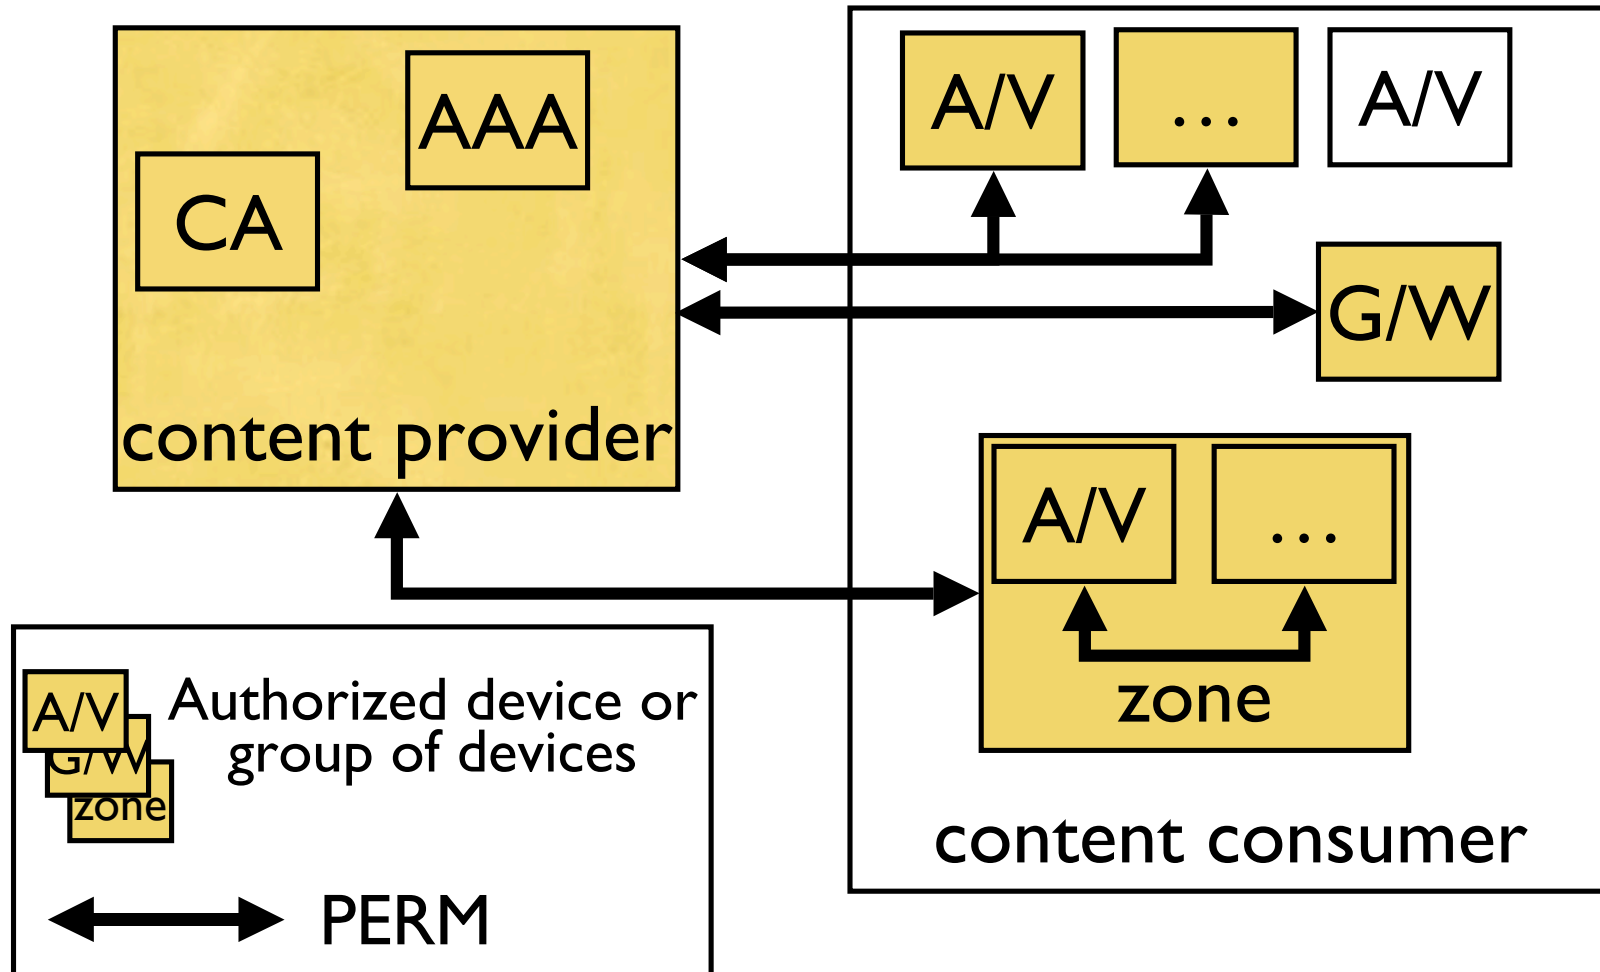 AAA
CA
content provider
A/V
...
A/V
G/W
A/V
...
zone
content consumer
A/V
G/W
zone
Authorized device or
group of devices
PERM